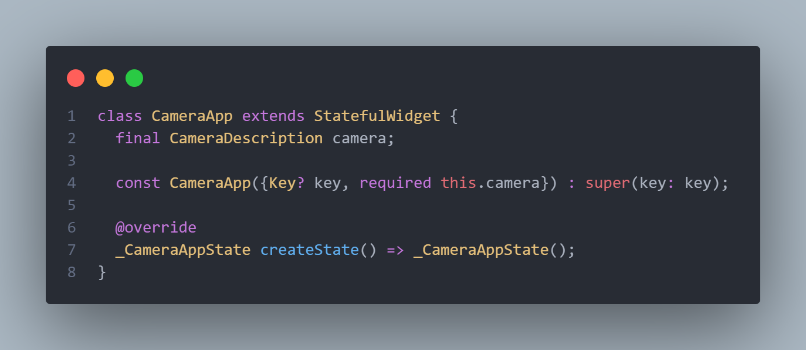 1 class CameraApp extends StatefulWidget {
2   final CameraDescription camera;
3
4   const CameraApp({Key? key, required this.camera}) : super(key: key);
5
6   @override
7   _CameraAppState createState() => _CameraAppState();
8 }